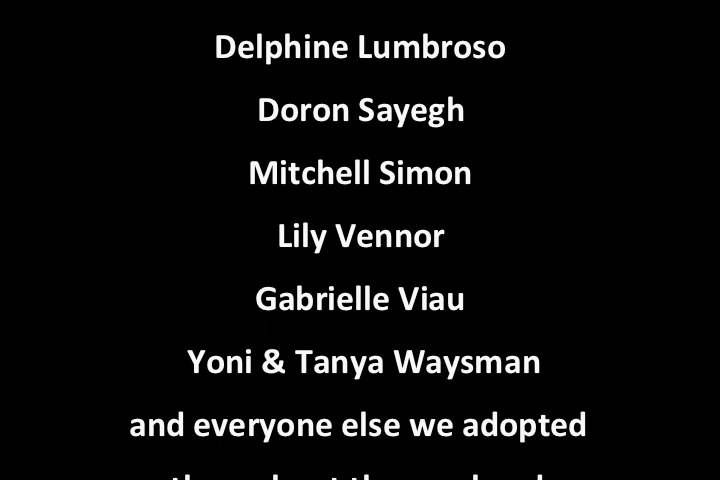 Delphine Lumbroso
Doron Sayegh
Mitchell Simon
Lily Vennor
Gabrielle Viau
Yoni & Tanya Waysman
and everyone else we adopted